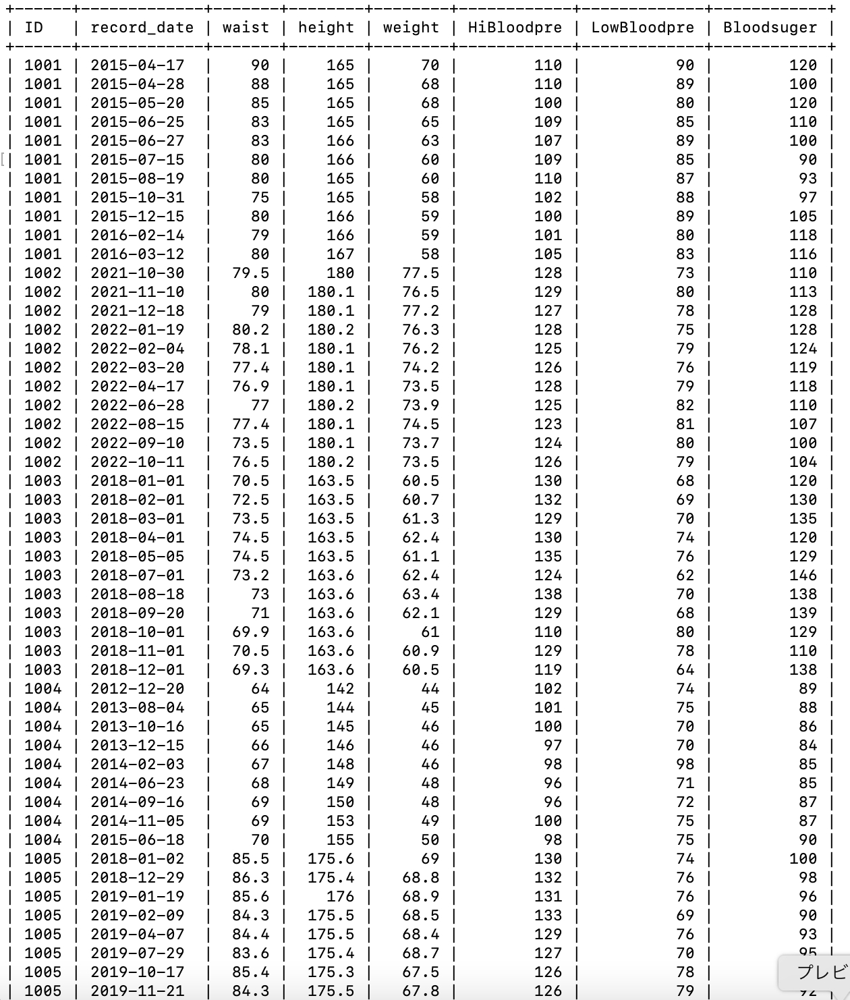 +------+-------------+-------+--------+--------+------------+-------------+------------+
| ID   | record_date | waist | height | weight | HiBloodpre | LowBloodpre | Bloodsuger |
+------+-------------+-------+--------+--------+------------+-------------+------------+
| 1001 | 2015-04-17  |    90 |    165 |     70 |        110 |          90 |        120 |
| 1001 | 2015-04-28  |    88 |    165 |     68 |        110 |          89 |        100 |
| 1001 | 2015-05-20  |    85 |    165 |     68 |        100 |          80 |        120 |
| 1001 | 2015-06-25  |    83 |    165 |     65 |        109 |          85 |        110 |
| 1001 | 2015-06-27  |    83 |    166 |     63 |        107 |          89 |        100 |
[| 1001 | 2015-07-15  |    80 |    166 |     60 |        109 |          85 |         90 |
| 1001 | 2015-08-19  |    80 |    165 |     60 |        110 |          87 |         93 |
| 1001 | 2015-10-31  |    75 |    165 |     58 |        102 |          88 |         97 |
| 1001 | 2015-12-15  |    80 |    166 |     59 |        100 |          89 |        105 |
| 1001 | 2016-02-14  |    79 |    166 |     59 |        101 |          80 |        118 |
| 1001 | 2016-03-12  |    80 |    167 |     58 |        105 |          83 |        116 |
| 1002 | 2021-10-30  |  79.5 |    180 |   77.5 |        128 |          73 |        110 |
| 1002 | 2021-11-10  |    80 |  180.1 |   76.5 |        129 |          80 |        113 |
| 1002 | 2021-12-18  |    79 |  180.1 |   77.2 |        127 |          78 |        128 |
| 1002 | 2022-01-19  |  80.2 |  180.2 |   76.3 |        128 |          75 |        128 |
| 1002 | 2022-02-04  |  78.1 |  180.1 |   76.2 |        125 |          79 |        124 |
| 1002 | 2022-03-20  |  77.4 |  180.1 |   74.2 |        126 |          76 |        119 |
| 1002 | 2022-04-17  |  76.9 |  180.1 |   73.5 |        128 |          79 |        118 |
| 1002 | 2022-06-28  |    77 |  180.2 |   73.9 |        125 |          82 |        110 |
| 1002 | 2022-08-15  |  77.4 |  180.1 |   74.5 |        123 |          81 |        107 |
| 1002 | 2022-09-10  |  73.5 |  180.1 |   73.7 |        124 |          80 |        100 |
| 1002 | 2022-10-11  |  76.5 |  180.2 |   73.5 |        126 |          79 |        104 |
| 1003 | 2018-01-01  |  70.5 |  163.5 |   60.5 |        130 |          68 |        120 |
| 1003 | 2018-02-01  |  72.5 |  163.5 |   60.7 |        132 |          69 |        130 |
| 1003 | 2018-03-01  |  73.5 |  163.5 |   61.3 |        129 |          70 |        135 |
| 1003 | 2018-04-01  |  74.5 |  163.5 |   62.4 |        130 |          74 |        120 |
| 1003 | 2018-05-05  |  74.5 |  163.5 |   61.1 |        135 |          76 |        129 |
| 1003 | 2018-07-01  |  73.2 |  163.6 |   62.4 |        124 |          62 |        146 |
| 1003 | 2018-08-18  |    73 |  163.6 |   63.4 |        138 |          70 |        138 |
| 1003 | 2018-09-20  |    71 |  163.6 |   62.1 |        129 |          68 |        139 |
| 1003 | 2018-10-01  |  69.9 |  163.6 |     61 |        110 |          80 |        129 |
| 1003 | 2018-11-01  |  70.5 |  163.6 |   60.9 |        129 |          78 |        110 |
| 1003 | 2018-12-01  |  69.3 |  163.6 |   60.5 |        119 |          64 |        138 |
| 1004 | 2012-12-20  |    64 |    142 |     44 |        102 |          74 |         89 |
| 1004 | 2013-08-04  |    65 |    144 |     45 |        101 |          75 |         88 |
| 1004 | 2013-10-16  |    65 |    145 |     46 |        100 |          70 |         86 |
| 1004 | 2013-12-15  |    66 |    146 |     46 |         97 |          70 |         84 |
| 1004 | 2014-02-03  |    67 |    148 |     46 |         98 |          98 |         85 |
| 1004 | 2014-06-23  |    68 |    149 |     48 |         96 |          71 |         85 |
| 1004 | 2014-09-16  |    69 |    150 |     48 |         96 |          72 |         87 |
| 1004 | 2014-11-05  |    69 |    153 |     49 |        100 |          75 |         87 |
| 1004 | 2015-06-18  |    70 |    155 |     50 |         98 |          75 |         90 |
| 1005 | 2018-01-02  |  85.5 |  175.6 |     69 |        130 |          74 |        100 |
| 1005 | 2018-12-29  |  86.3 |  175.4 |   68.8 |        132 |          76 |         98 |
| 1005 | 2019-01-19  |  85.6 |    176 |   68.9 |        131 |          76 |         96 |
| 1005 | 2019-02-09  |  84.3 |  175.5 |   68.5 |        133 |          69 |         90 |
| 1005 | 2019-04-07  |  84.4 |  175.5 |   68.4 |        129 |          76 |         93 |
| 1005 | 2019-07-29  |  83.6 |  175.4 |   68.7 |        127 |          70 |         95 |
| 1005 | 2019-10-17  |  85.4 |  175.3 |   67.5 |        126 |          78 | プレビ
| 1005 | 2019-11-21  |  84.3 |  175.5 |   67.8 |        126 |          79 |         92 |